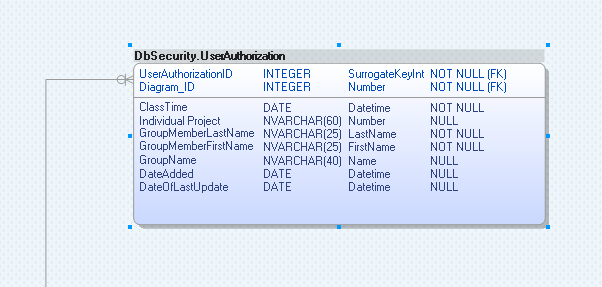 DbSecurity.UserAuthorization
UserAuthorizationID INTEGER SurrogateKeyInt NOT NULL (FK)
Diagram_ID INTEGER Number NOT NULL (FK)
ClassTime DATE Datetime NOT NULL
Individual Project NVARCHAR(60) Number NULL
GroupMemberLastName NVARCHAR(25) LastName NOT NULL
GroupMemberFirstName NVARCHAR(25) FirstName NOT NULL
GroupName NVARCHAR(40) Name NULL
DateAdded DATE Datetime NULL
DateOfLastUpdate DATE Datetime NULL